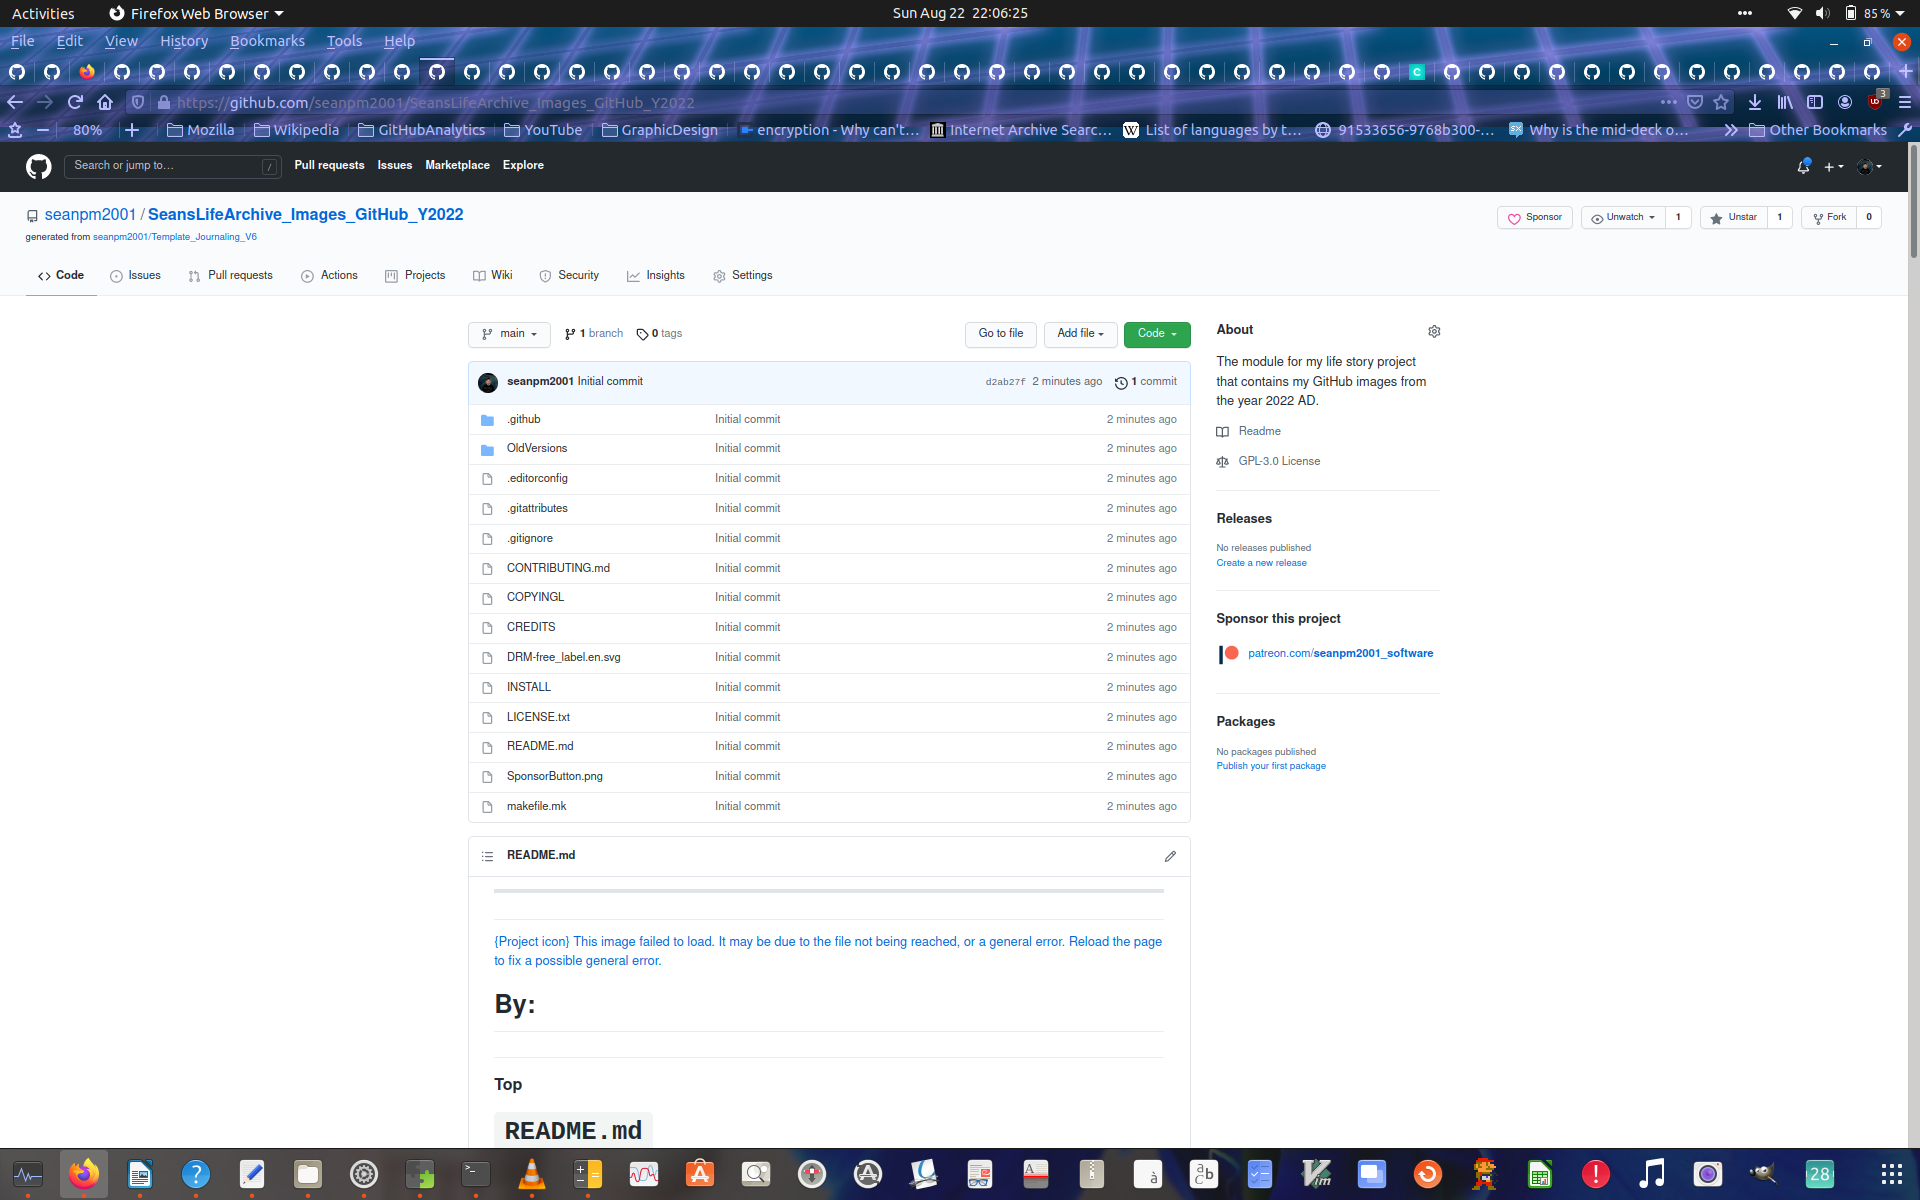 Activities Firefox Web Browser Sun Aug 22 22:06:25 85 %
File Edit View History Bookmarks Tools Help
https://github.com/seanpm2001/SeansLifeArchive_Images_GitHub_Y2022 3
80% Mozilla Wikipedia GitHubAnalytics YouTube GraphicDesign encryption - Why can't… Internet Archive Searc… List of languages by t… 91533656-9768b300-… Why is the mid-deck o… Other Bookmarks
Search or jump to… / Pull requests Issues Marketplace Explore
seanpm2001 / SeansLifeArchive_Images_GitHub_Y2022 Sponsor Unwatch 1 Unstar 1 Fork 0
generated from seanpm2001/Template_Journaling_V6
Code Issues Pull requests Actions Projects Wiki Security Insights Settings
main 1 branch 0 tags Go to file Add file Code
seanpm2001 Initial commit d2ab27f 2 minutes ago 1 commit
.github Initial commit 2 minutes ago
OldVersions Initial commit 2 minutes ago
.editorconfig Initial commit 2 minutes ago
.gitattributes Initial commit 2 minutes ago
.gitignore Initial commit 2 minutes ago
CONTRIBUTING.md Initial commit 2 minutes ago
COPYINGL Initial commit 2 minutes ago
CREDITS Initial commit 2 minutes ago
DRM-free_label.en.svg Initial commit 2 minutes ago
INSTALL Initial commit 2 minutes ago
LICENSE.txt Initial commit 2 minutes ago
README.md Initial commit 2 minutes ago
SponsorButton.png Initial commit 2 minutes ago
makefile.mk Initial commit 2 minutes ago
About
The module for my life story project
that contains my GitHub images from
the year 2022 AD.
Readme
GPL-3.0 License
Releases
No releases published
Create a new release
Sponsor this project
patreon.com/seanpm2001_software
Packages
No packages published
Publish your first package
README.md
{Project icon} This image failed to load. It may be due to the file not being reached, or a general error. Reload the page
to fix a possible general error.
By:
Top
README.md
28